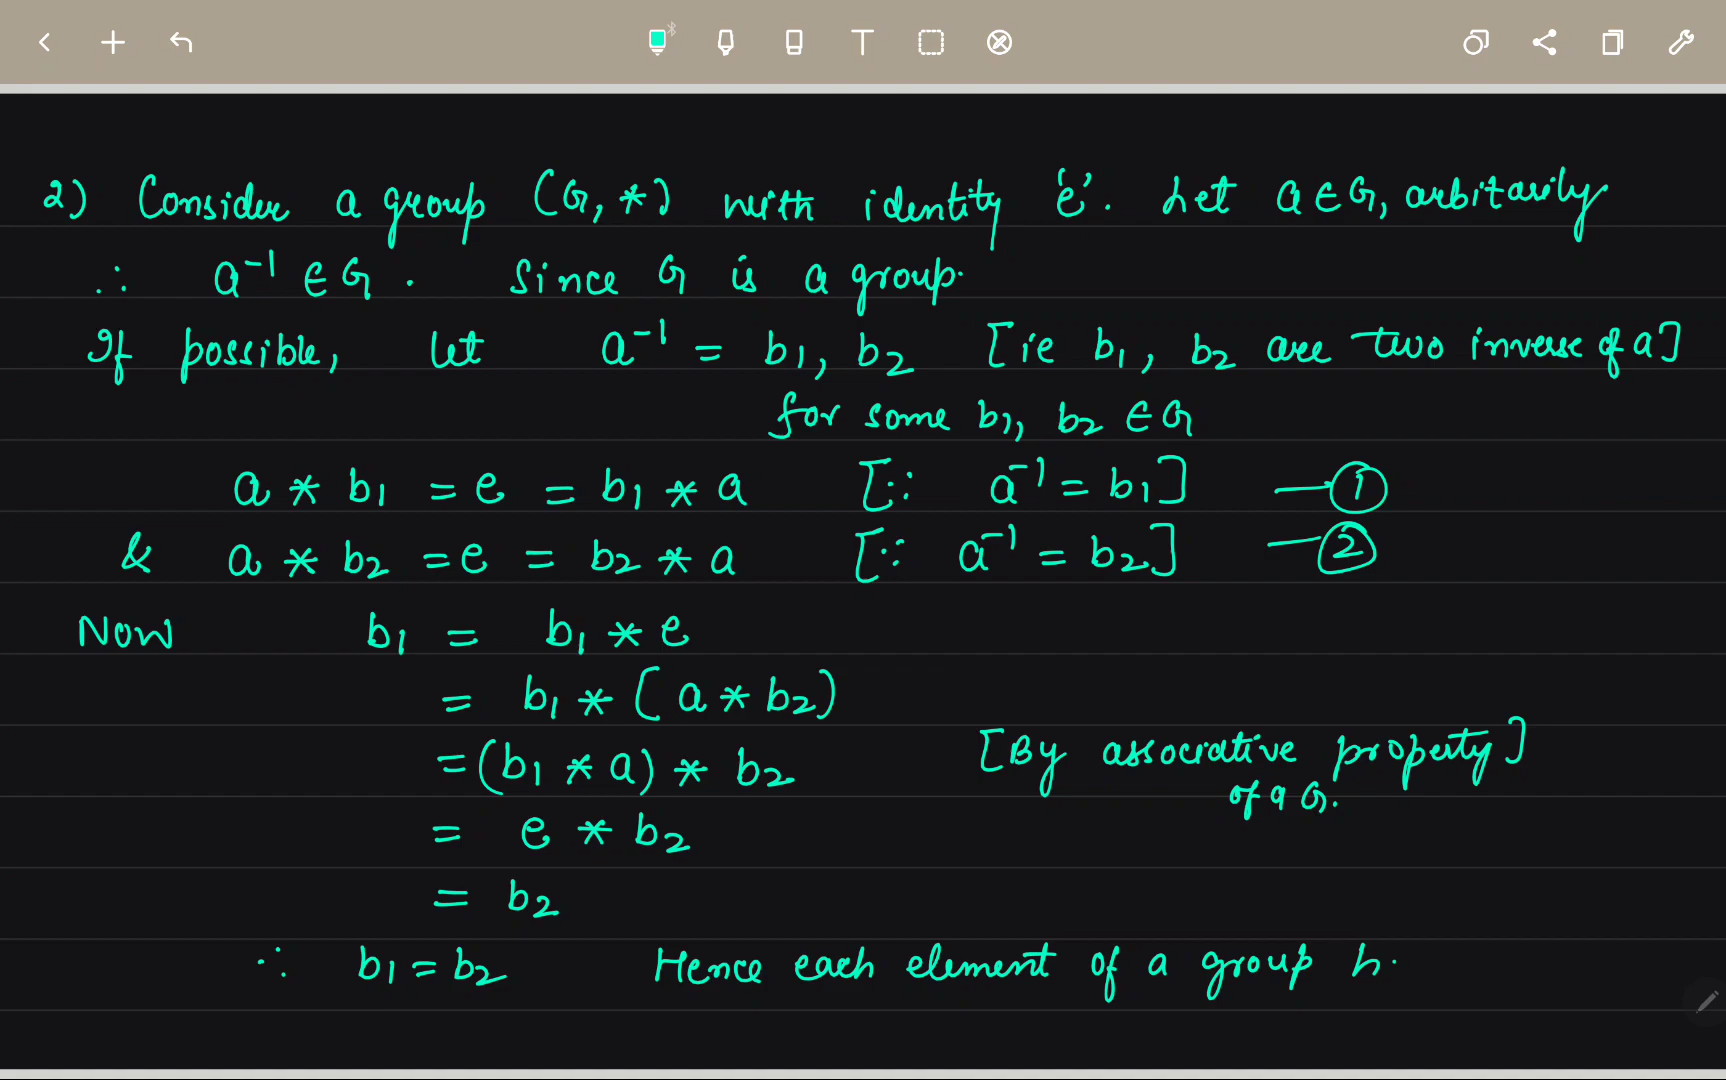 2) Consider a group (G, *) with identity 'e'. Let a ∈ G, arbitarily
∴ a⁻¹ ∈ G. Since G is a group.
If possible, let a⁻¹ = b₁, b₂ [ie b₁, b₂ are two inverse of a]
for some b₁, b₂ ∈ G
a * b₁ = e = b₁ * a [∵ a⁻¹ = b₁] —①
& a * b₂ = e = b₂ * a [∵ a⁻¹ = b₂] —②
Now b₁ = b₁ * e
= b₁ * (a * b₂)
= (b₁ * a) * b₂ [By associative property]
of a G.
= e * b₂
= b₂
∴ b₁ = b₂ Hence each element of a group h.